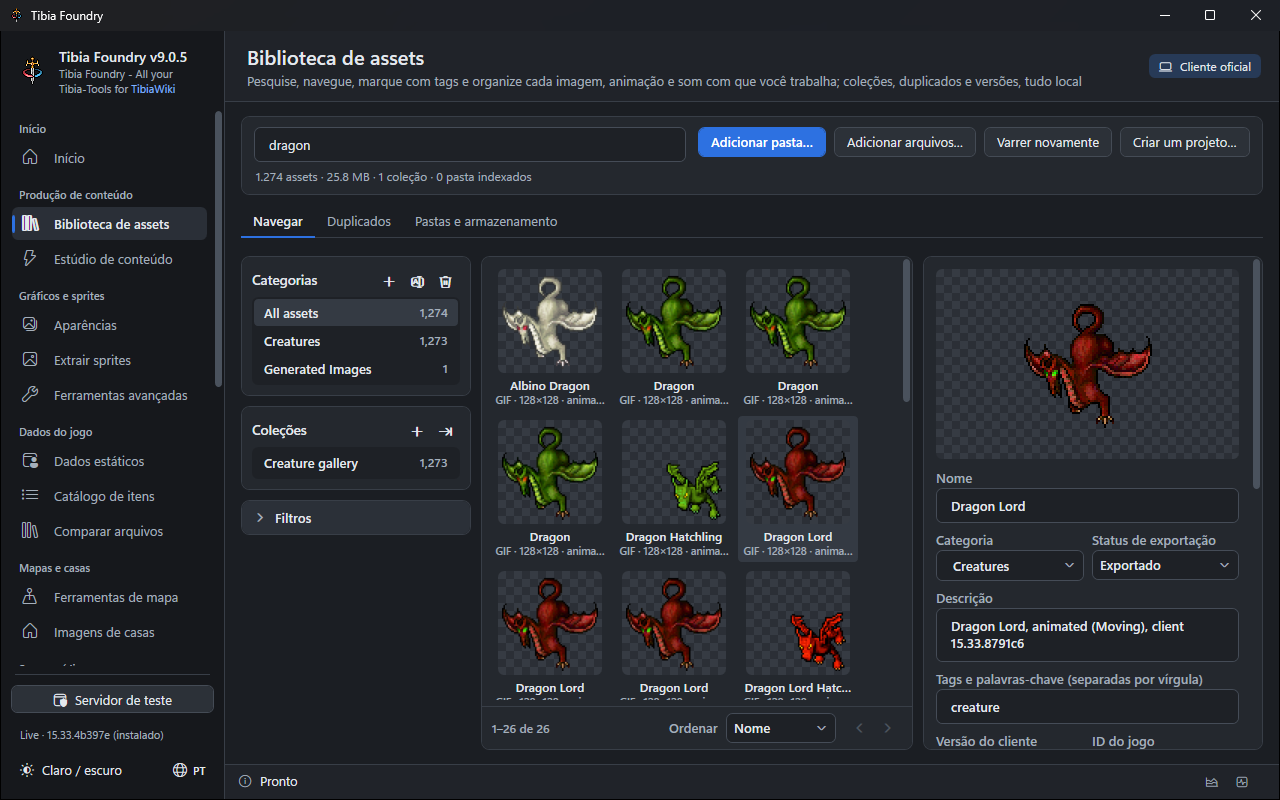 Tibia Foundry
Tibia Foundry v9.0.5
Tibia Foundry - All your
Tibia-Tools for TibiaWiki
Início
Início
Produção de conteúdo
Biblioteca de assets
Estúdio de conteúdo
Gráficos e sprites
Aparências
Extrair sprites
Ferramentas avançadas
Dados do jogo
Dados estáticos
Catálogo de itens
Comparar arquivos
Mapas e casas
Ferramentas de mapa
Imagens de casas
Servidor de teste
Live · 15.33.4b397e (instalado)
Claro / escuro
PT
Biblioteca de assets
Pesquise, navegue, marque com tags e organize cada imagem, animação e som com que você trabalha; coleções, duplicados e versões, tudo local
Cliente oficial
dragon
Adicionar pasta...
Adicionar arquivos...
Varrer novamente
Criar um projeto...
1.274 assets · 25.8 MB · 1 coleção · 0 pasta indexados
Navegar
Duplicados
Pastas e armazenamento
Categorias
All assets 1,274
Creatures 1,273
Generated Images 1
Coleções
Creature gallery 1,273
Filtros
Albino Dragon
GIF · 128×128 · anima...
Dragon
GIF · 128×128 · anima...
Dragon
GIF · 128×128 · anima...
Dragon
GIF · 128×128 · anima...
Dragon Hatchling
GIF · 128×128 · anima...
Dragon Lord
GIF · 128×128 · anima...
Dragon Lord
Dragon Lord
Dragon Lord Hatc...
1–26 de 26
Ordenar
Nome
Nome
Dragon Lord
Categoria
Creatures
Status de exportação
Exportado
Descrição
Dragon Lord, animated (Moving), client
15.33.8791c6
Tags e palavras-chave (separadas por vírgula)
creature
Versão do cliente
ID do jogo
Pronto